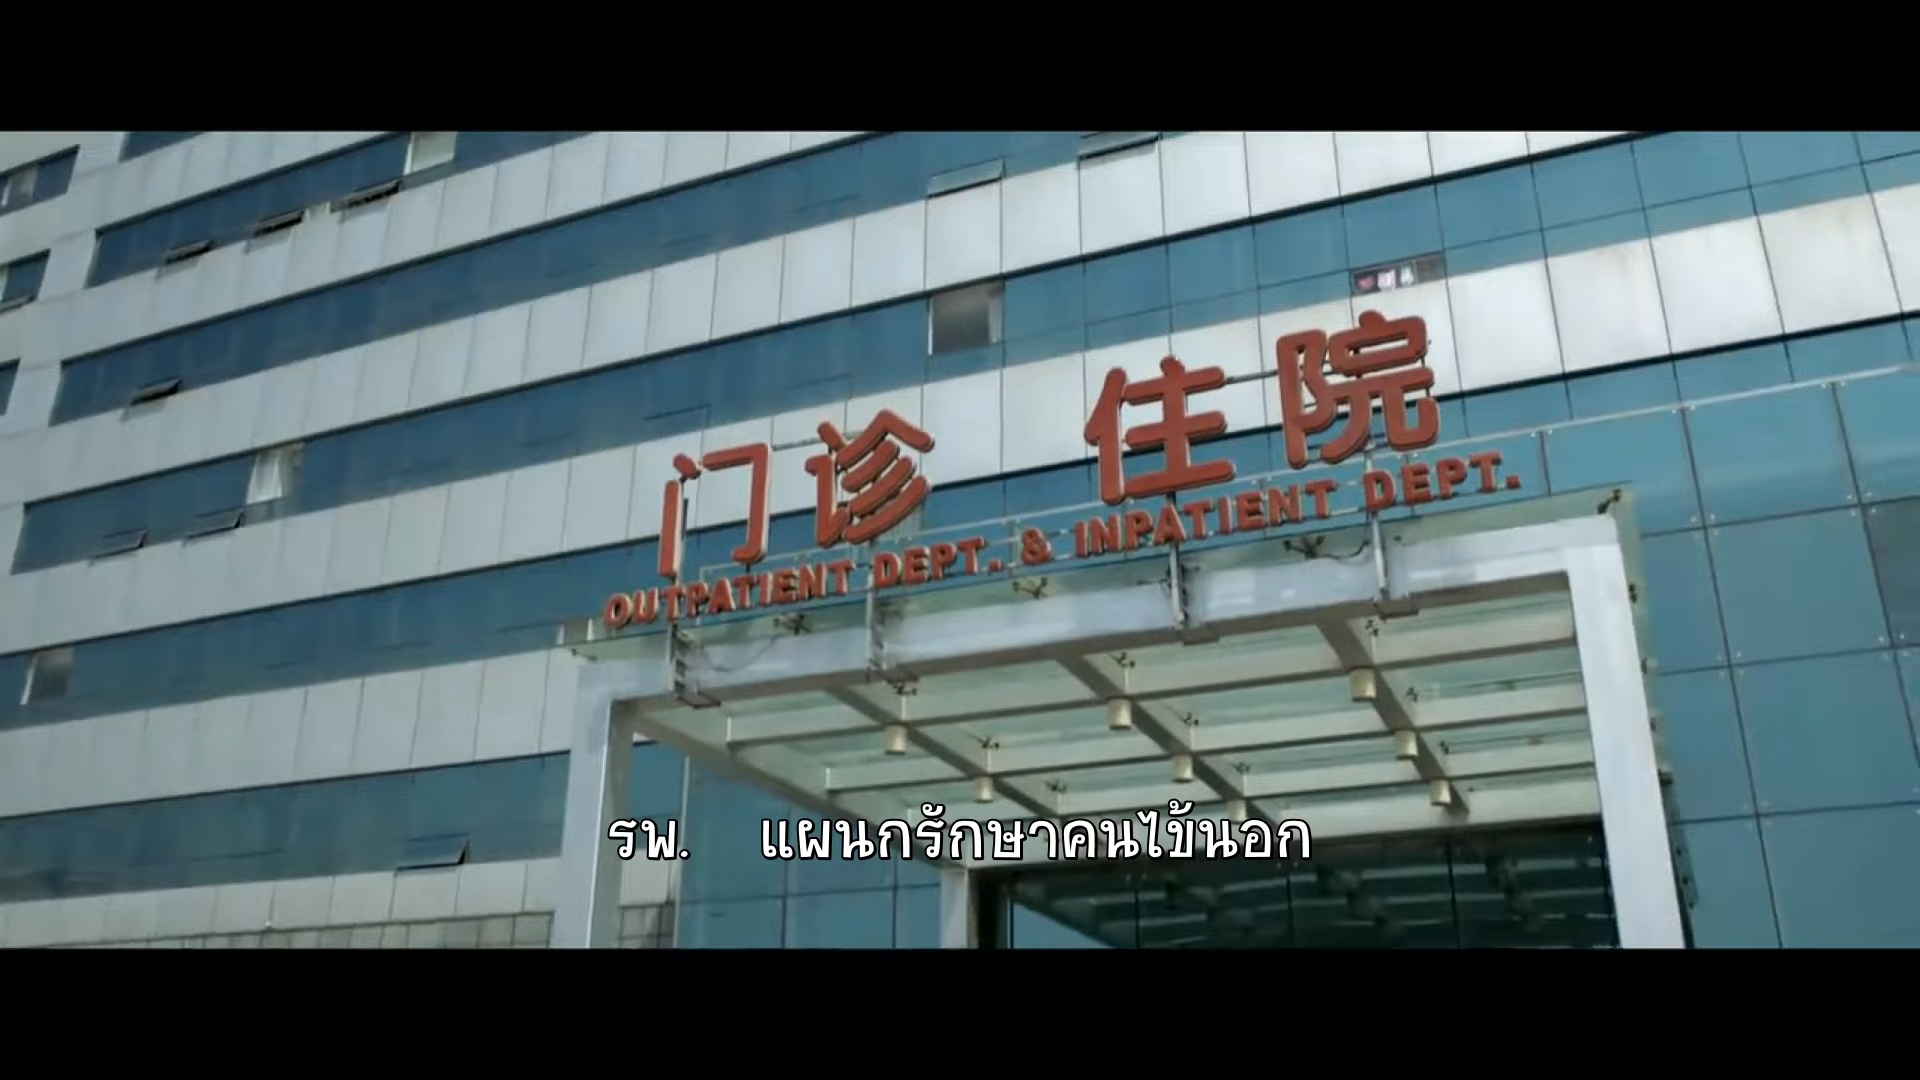 门诊 住院
OUTPATIENT DEPT. & INPATIENT DEPT.
รพ. แผนกรักษาคนไข้นอก